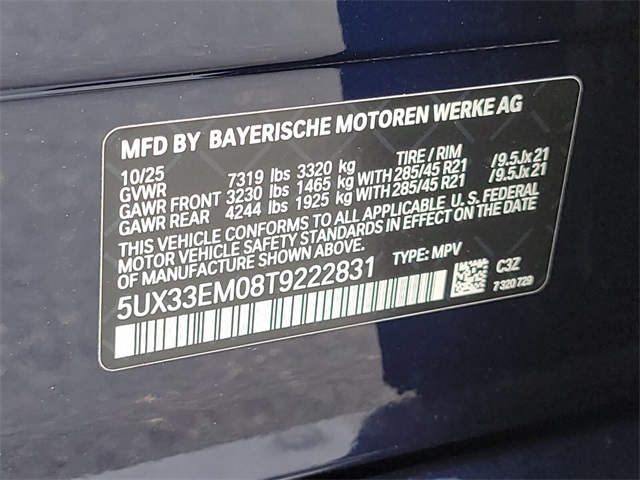 MFD BY BAYERISCHE MOTOREN WERKE AG
10/25 TIRE / RIM
GVWR 7319 lbs 3320 kg
GAWR FRONT 3230 lbs 1465 kg WITH 285/45 R21 /9.5Jx21
GAWR REAR 4244 lbs 1925 kg WITH 285/45 R21 /9.5Jx21
THIS VEHICLE CONFORMS TO ALL APPLICABLE U.S. FEDERAL
MOTOR VEHICLE SAFETY STANDARDS IN EFFECT ON THE DATE
OF MANUFACTURE SHOWN ABOVE.
5UX33EM08T9222831 TYPE: MPV
C3Z
7 320 729